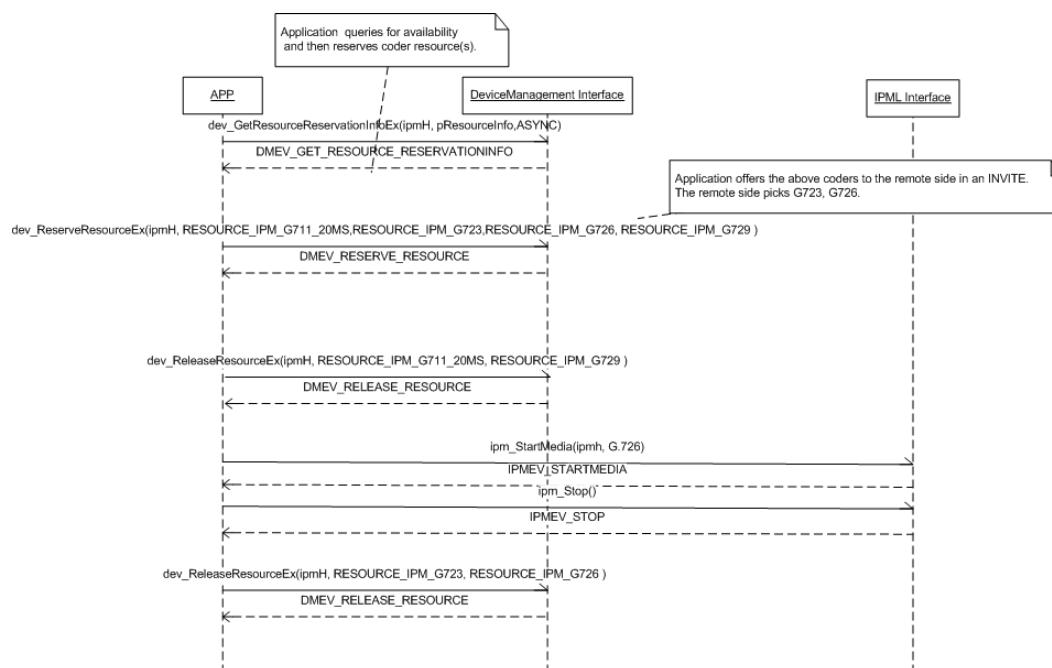 Application queries for availability
and then reserves coder resource(s).
APP
DeviceManagement Interface
IPML Interface
dev_GetResourceReservationInfoEx(ipmH, pResourceInfo,ASYNC)
DMEV_GET_RESOURCE_RESERVATIONINFO
Application offers the above coders to the remote side in an INVITE.
The remote side picks G723, G726.
dev_ReserveResourceEx(ipmH, RESOURCE_IPM_G711_20MS,RESOURCE_IPM_G723,RESOURCE_IPM_G726, RESOURCE_IPM_G729 )
DMEV_RESERVE_RESOURCE
dev_ReleaseResourceEx(ipmH, RESOURCE_IPM_G711_20MS, RESOURCE_IPM_G729 )
DMEV_RELEASE_RESOURCE
ipm_StartMedia(ipmh, G.726)
IPMEV_STARTMEDIA
ipm_Stop()
IPMEV_STOP
dev_ReleaseResourceEx(ipmH, RESOURCE_IPM_G723, RESOURCE_IPM_G726 )
DMEV_RELEASE_RESOURCE